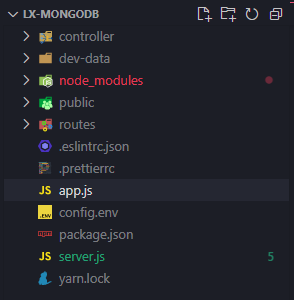 LX-MONGODB
controller
dev-data
node_modules
public
routes
.eslintrc.json
.prettierrc
JS app.js
.ENV config.env
package.json
JS server.js 5
yarn.lock